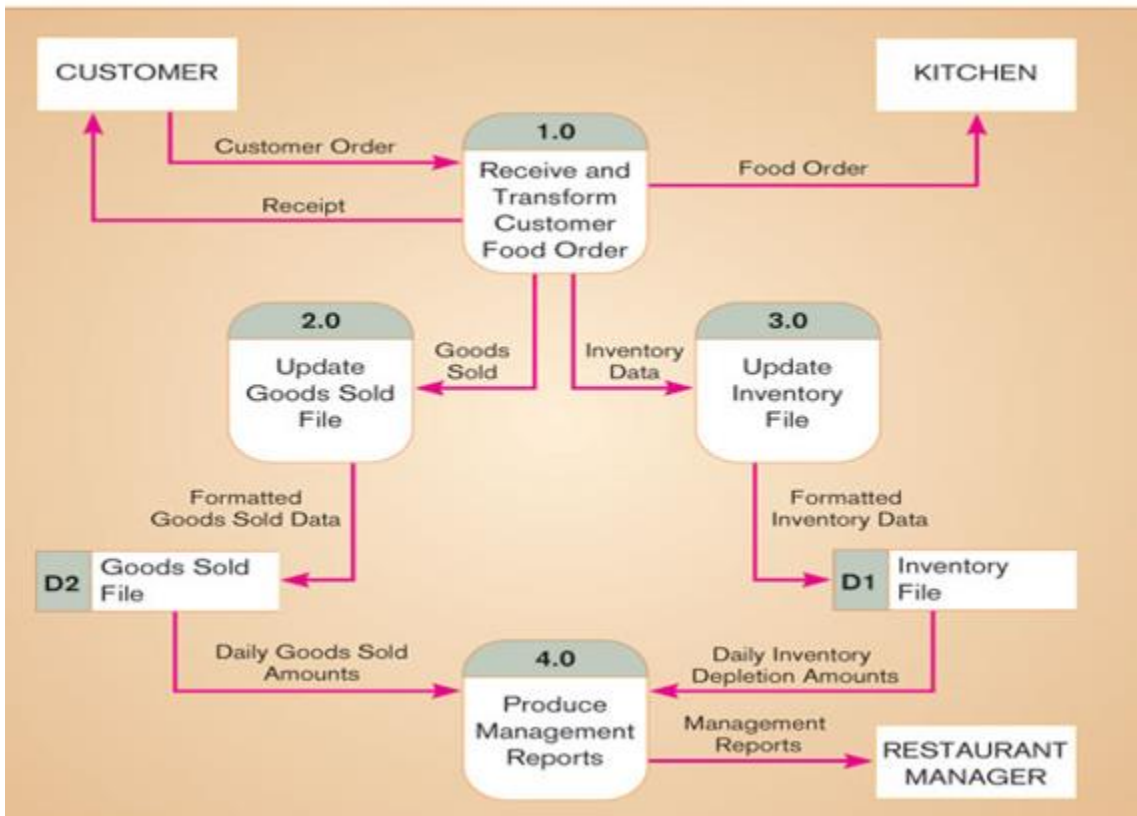 CUSTOMER
KITCHEN
1.0
Receive and
Transform
Customer
Food Order
Customer Order
Receipt
Food Order
2.0
Update
Goods Sold
File
Goods
Sold
Inventory
Data
3.0
Update
Inventory
File
Formatted
Goods Sold Data
Formatted
Inventory Data
D2
Goods Sold
File
D1
Inventory
File
Daily Goods Sold
Amounts
4.0
Produce
Management
Reports
Daily Inventory
Depletion Amounts
Management
Reports
RESTAURANT
MANAGER